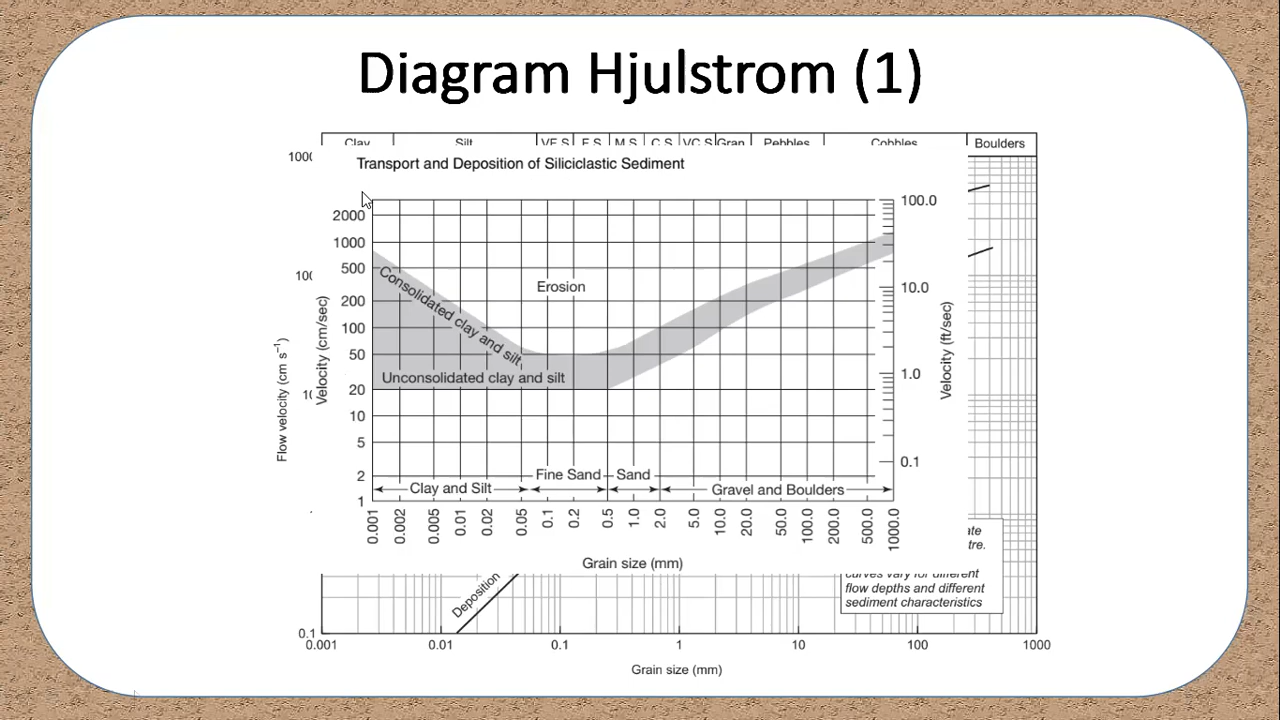 Diagram Hjulstrom (1)
Clay Silt VF S F S M S C S VC S Gran Pebbles Cobbles Boulders
Transport and Deposition of Siliciclastic Sediment
2000
1000
500
200
100
50
20
10
5
2
1
Velocity (cm/sec)
Flow velocity (cm s⁻¹)
100.0
10.0
1.0
0.1
Velocity (ft/sec)
Erosion
Consolidated clay and silt
Unconsolidated clay and silt
Clay and Silt Fine Sand Sand Gravel and Boulders
0.001 0.002 0.005 0.01 0.02 0.05 0.1 0.2 0.5 1.0 2.0 5.0 10.0 20.0 50.0 100.0 200.0 500.0 1000.0
Grain size (mm)
Deposition
curves vary for different
flow depths and different
sediment characteristics
0.1
0.001 0.01 0.1 1 10 100 1000
Grain size (mm)